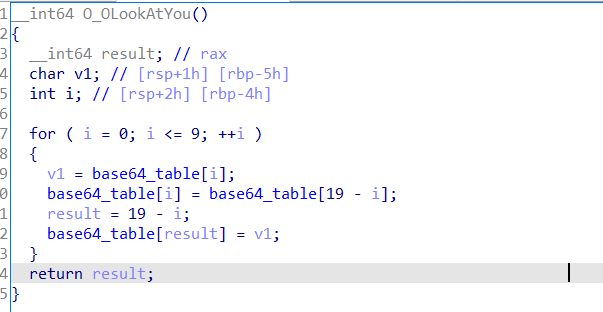 1 __int64 O_OLookAtYou()
2 {
3 __int64 result; // rax
4 char v1; // [rsp+1h] [rbp-5h]
5 int i; // [rsp+2h] [rbp-4h]
6
7 for ( i = 0; i <= 9; ++i )
8 {
9 v1 = base64_table[i];
0 base64_table[i] = base64_table[19 - i];
1 result = 19 - i;
2 base64_table[result] = v1;
3 }
4 return result;
5 }